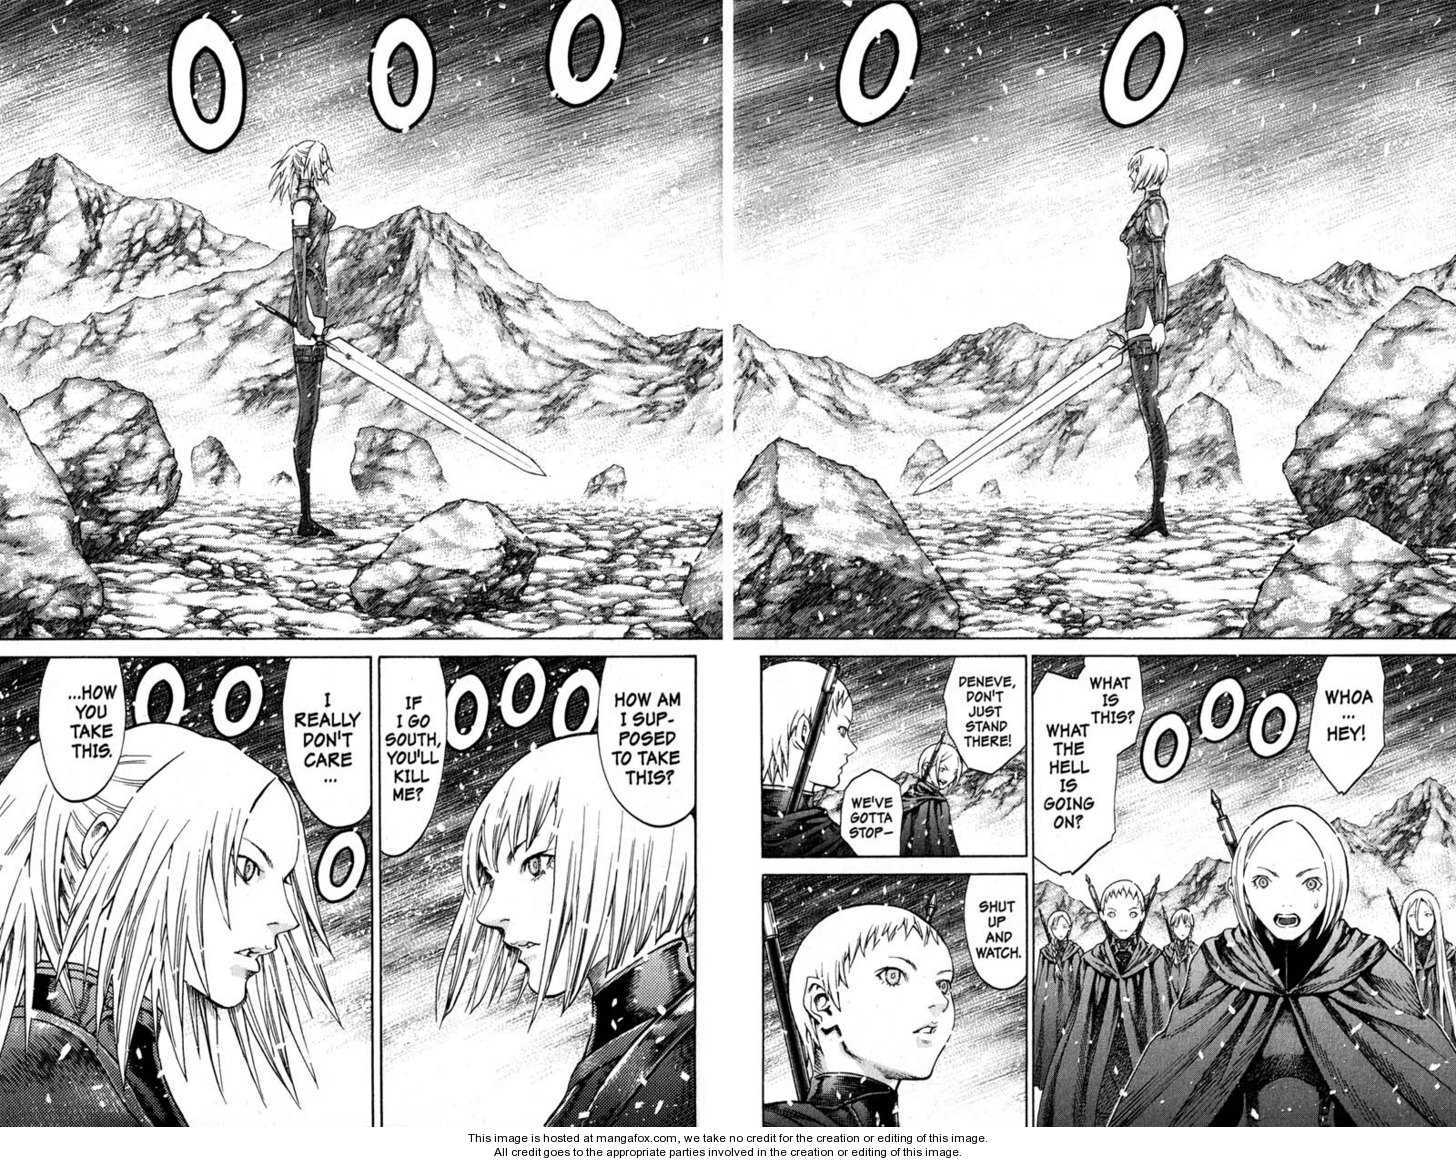 O
O
O
O
O
WHOA
...
HEY!
O
O
O
WHAT
IS
THIS?
WHAT
THE
HELL
IS
GOING
ON?
DENEVE,
DON'T
JUST
STAND
THERE!
WE'VE
GOTTA
STOP—
SHUT
UP
AND
WATCH.
HOW AM
I SUP-
POSED
TO TAKE
THIS?
O
O
O
IF
I GO
SOUTH,
YOU'LL
KILL
ME?
I
REALLY
DON'T
CARE
...
O
O
O
...HOW
YOU
TAKE
THIS.
This image is hosted at mangafox.com, we take no credit for the creation or editing of this image.
All credit goes to the appropriate parties involved in the creation or editing of this image.